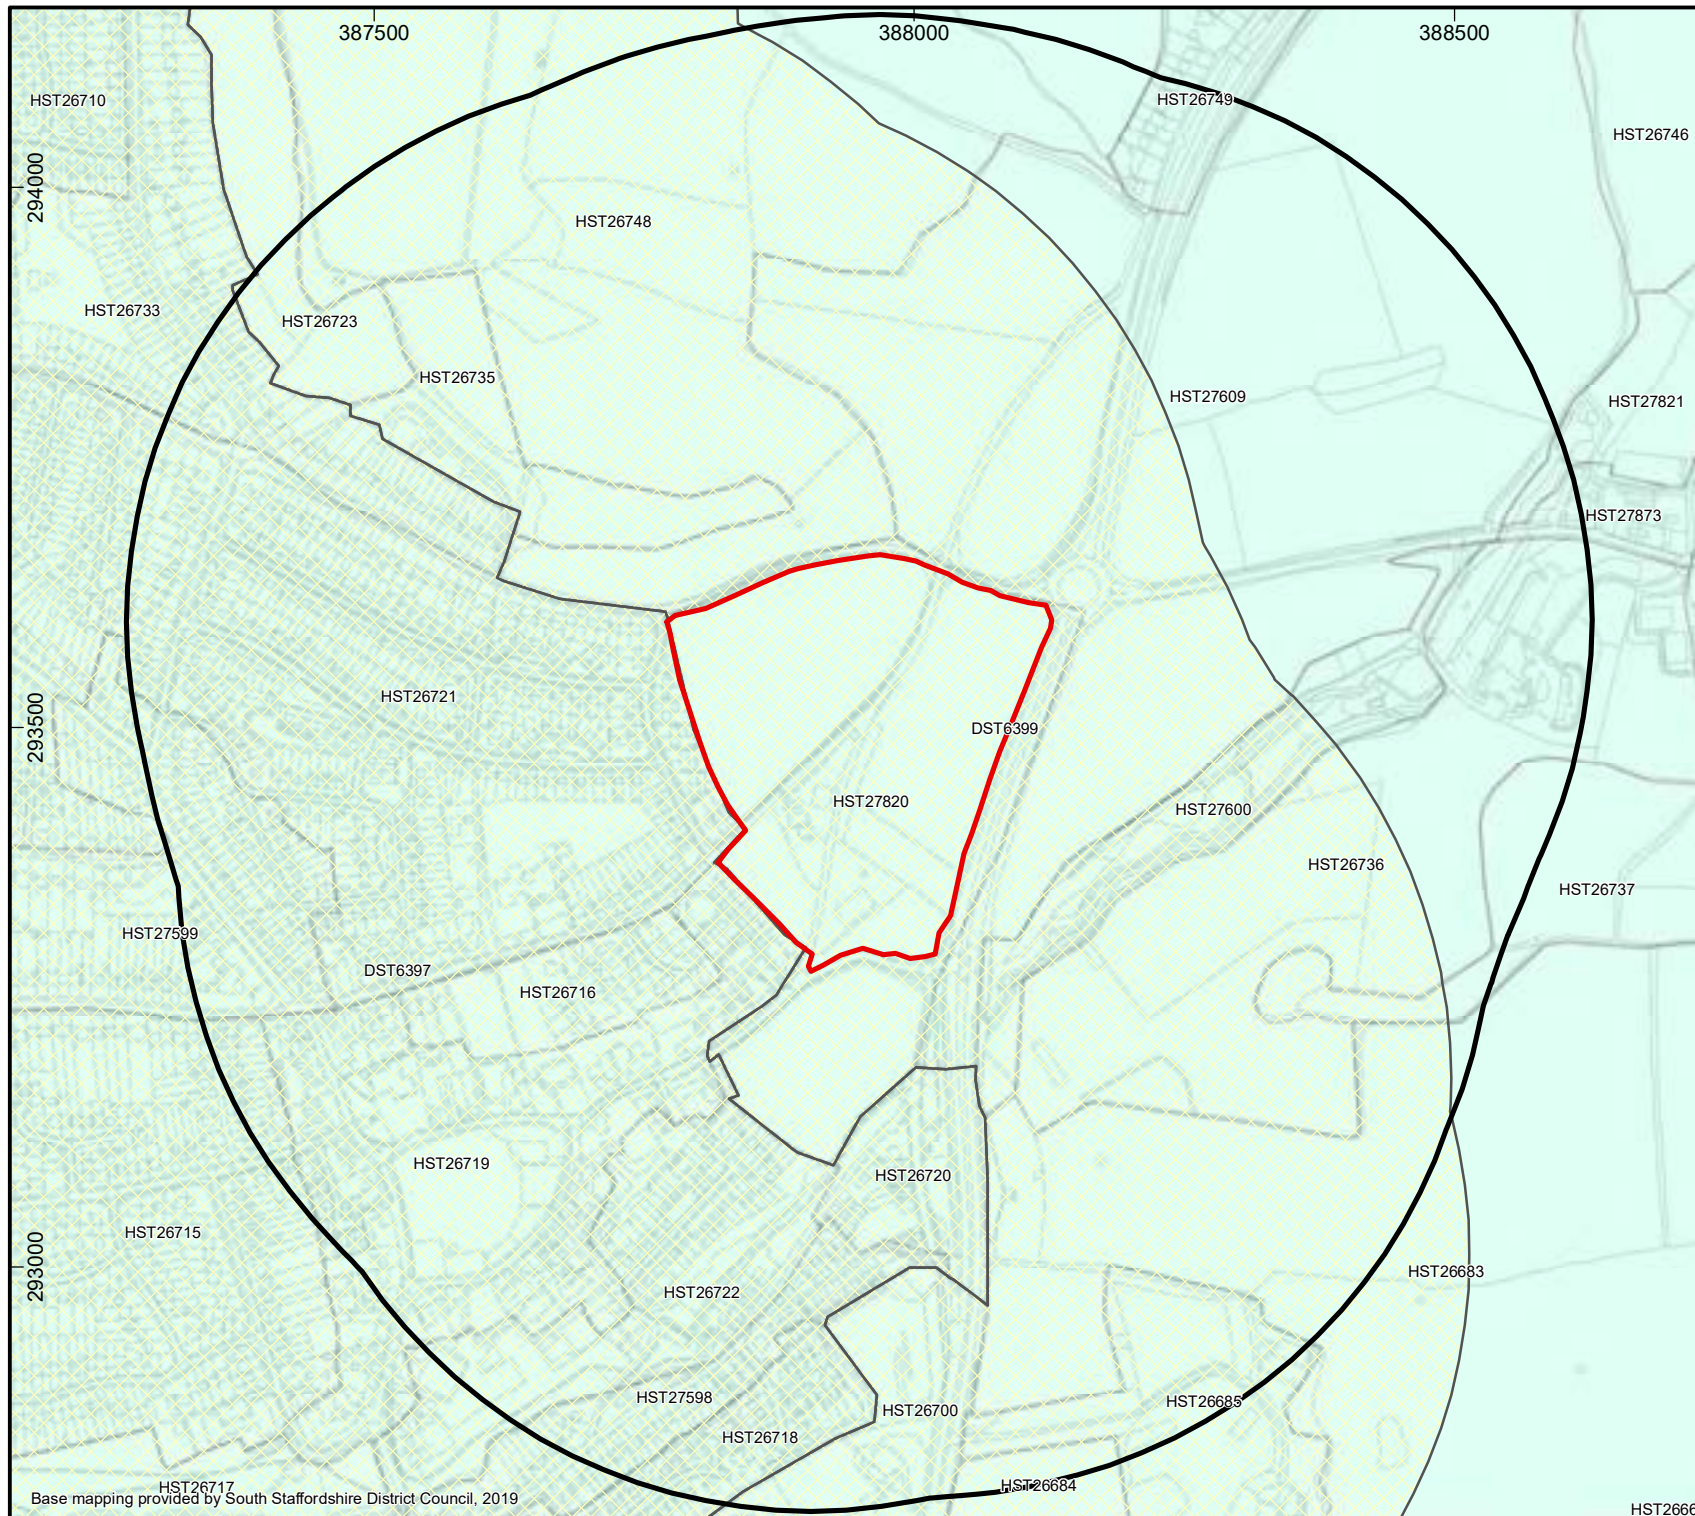 387500
388000
388500
HST26710
HST26749
HST26746
294000
HST26748
HST26733
HST26723
HST26735
HST27609
HST27821
HST27873
HST26721
293500
DST6399
HST27820
HST27600
HST26736
HST26737
HST27599
DST6397
HST26716
HST26719
HST26720
HST26715
293000
HST26683
HST26722
HST27598
HST26700
HST26685
HST26718
HST26684
HST26717
Base mapping provided by South Staffordshire District Council, 2019
HST2666